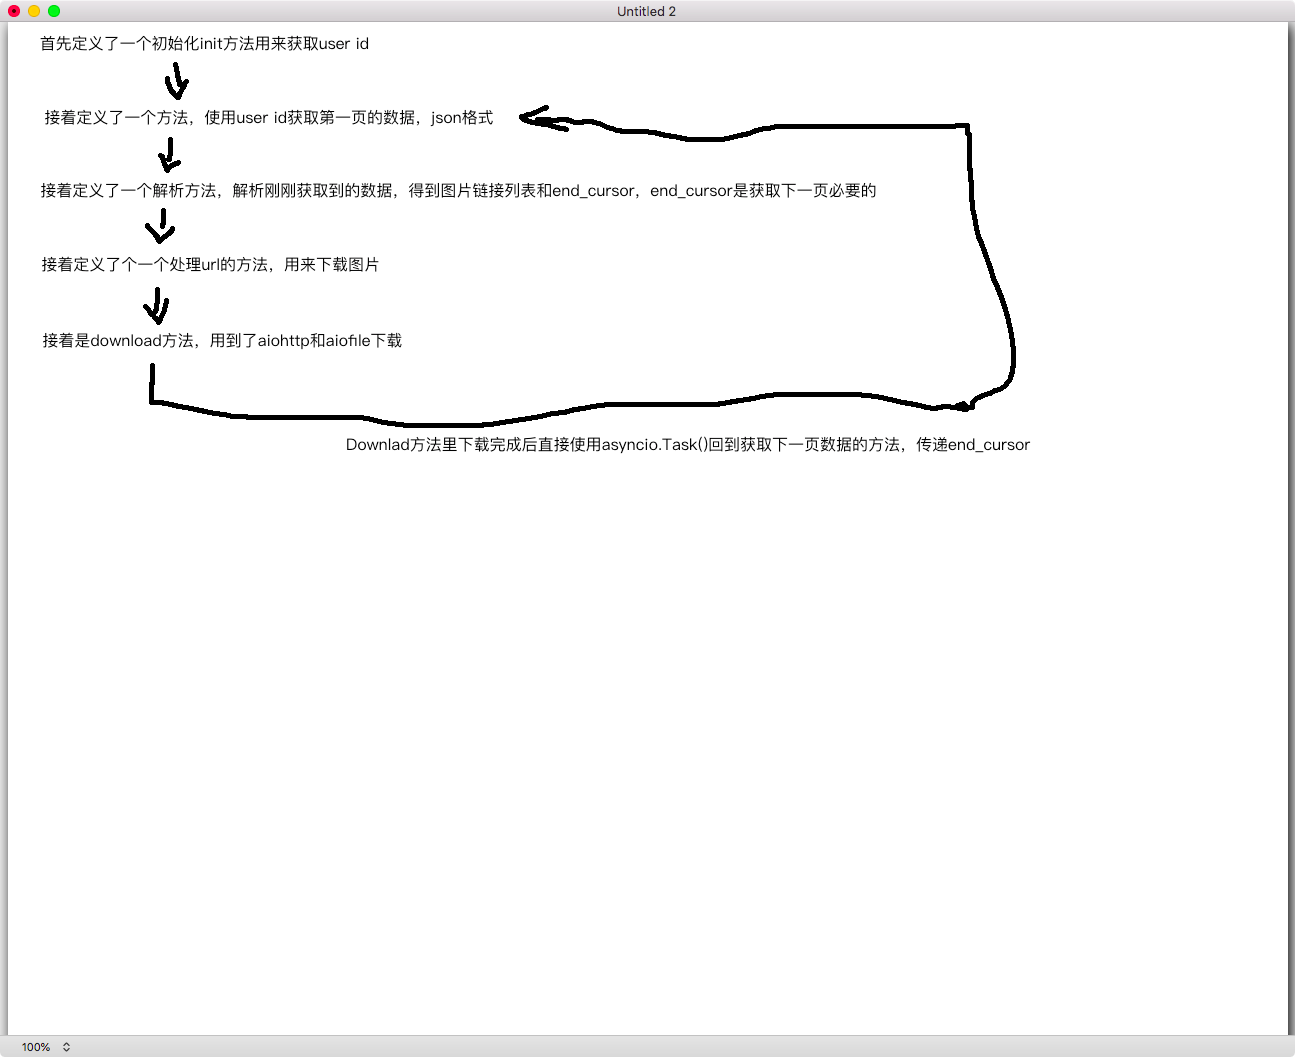 Untitled 2
首先定义了一个初始化init方法用来获取user id
接着定义了一个方法，使用user id获取第一页的数据，json格式
接着定义了一个解析方法，解析刚刚获取到的数据，得到图片链接列表和end_cursor，end_cursor是获取下一页必要的
接着定义了个一个处理url的方法，用来下载图片
接着是download方法，用到了aiohttp和aiofile下载
Downlad方法里下载完成后直接使用asyncio.Task()回到获取下一页数据的方法，传递end_cursor
100%